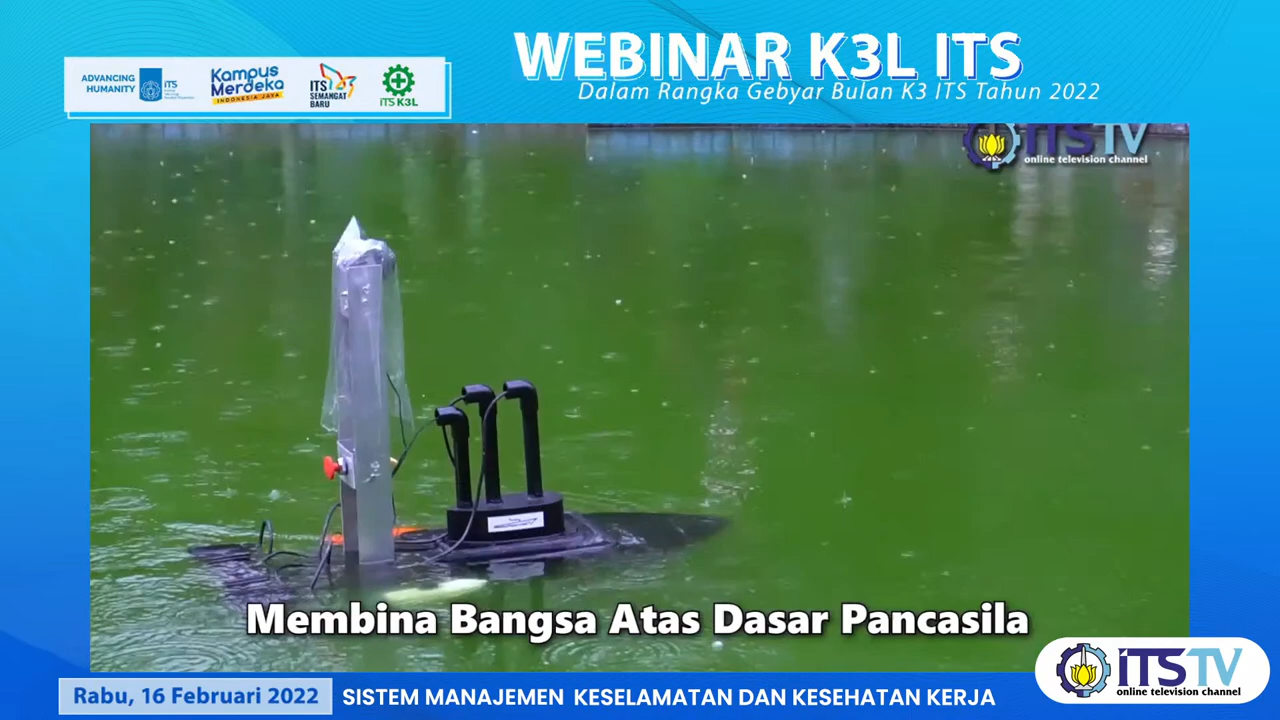 WEBINAR K3L ITS
Dalam Rangka Gebyar Bulan K3 ITS Tahun 2022
ADVANCING
HUMANITY
ITS
Kampus
Merdeka
INDONESIA JAYA
ITS
SEMANGAT
BARU
ITS K3L
ITS TV
online television channel
Membina Bangsa Atas Dasar Pancasila
ITS TV
online television channel
Rabu, 16 Februari 2022
SISTEM MANAJEMEN KESELAMATAN DAN KESEHATAN KERJA